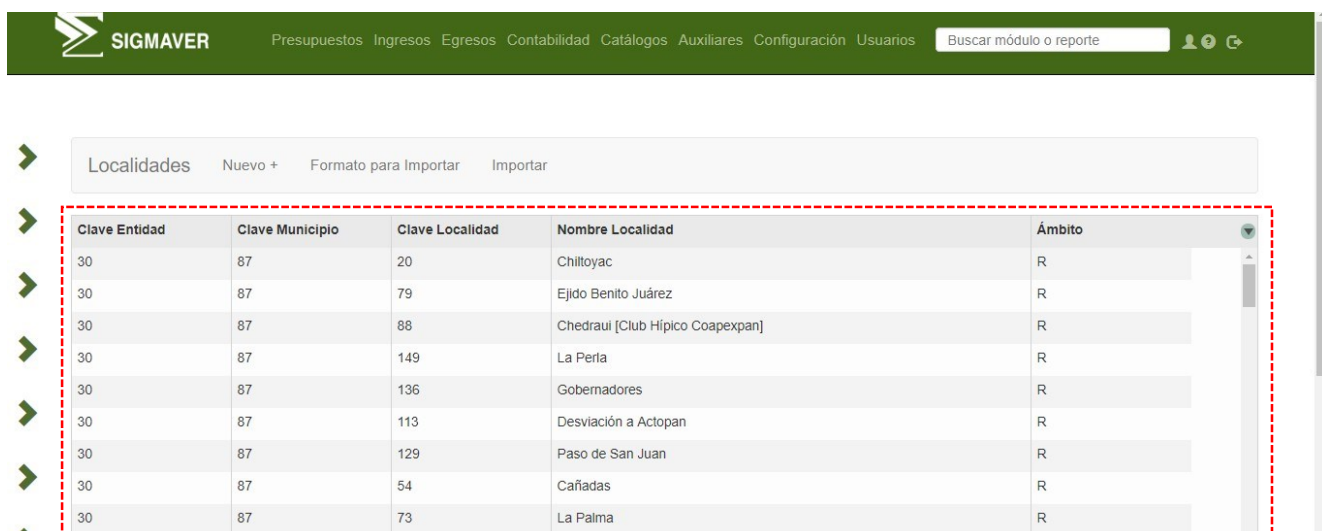 SIGMAVER Presupuestos Ingresos Egresos Contabilidad Catálogos Auxiliares Configuración Usuarios Buscar módulo o reporte
Localidades Nuevo + Formato para Importar Importar
Clave Entidad Clave Municipio Clave Localidad Nombre Localidad Ámbito
30 87 20 Chiltoyac R
30 87 79 Ejido Benito Juárez R
30 87 88 Chedraui [Club Hípico Coapexpan] R
30 87 149 La Perla R
30 87 136 Gobernadores R
30 87 113 Desviación a Actopan R
30 87 129 Paso de San Juan R
30 87 54 Cañadas R
30 87 73 La Palma R